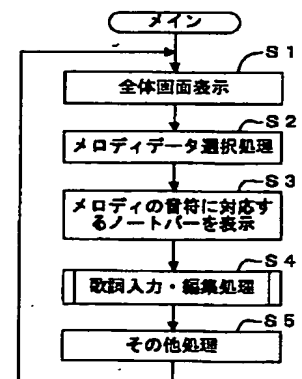 メイン
S1
全体画面表示
S2
メロディデータ選択処理
S3
メロディの音符に対応す
るノートバーを表示
S4
歌詞入力・編集処理
S5
その他処理